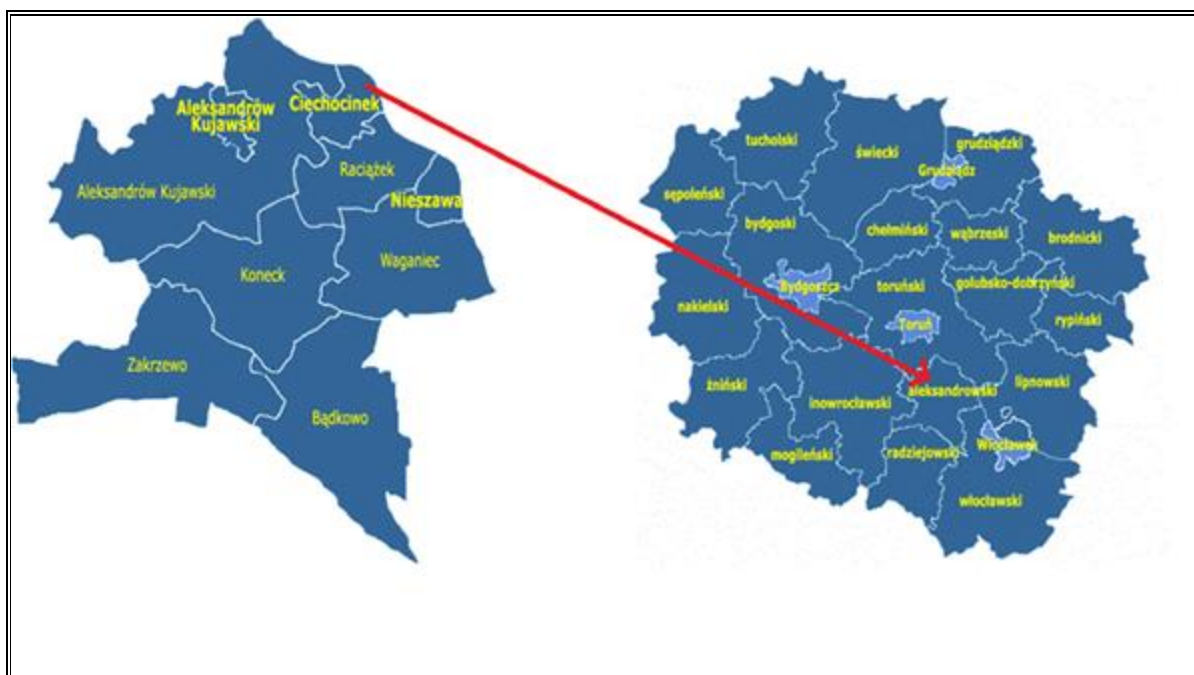 Aleksandrów
Kujawski
Ciechocinek
Raciążek
Aleksandrów Kujawski
Nieszawa
Koneck
Waganiec
Zakrzewo
Bądkowo
tucholski
świecki
grudziądzki
Grudziądz
sępoleński
bydgoski
chełmiński
wąbrzeski
brodnicki
Bydgoszcz
toruński
golubsko-dobrzyński
nakielski
Toruń
rypiński
żniński
inowrocławski
aleksandrowski
lipnowski
mogileński
radziejowski
Włocławek
włocławski